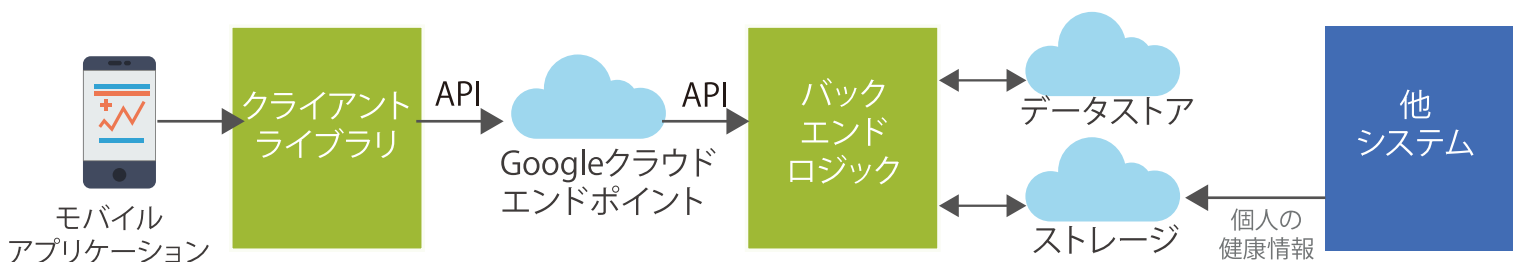 モバイル
アプリケーション
クライアント
ライブラリ
API
Googleクラウド
エンドポイント
API
バック
エンド
ロジック
データストア
ストレージ
個人の
健康情報
他
システム